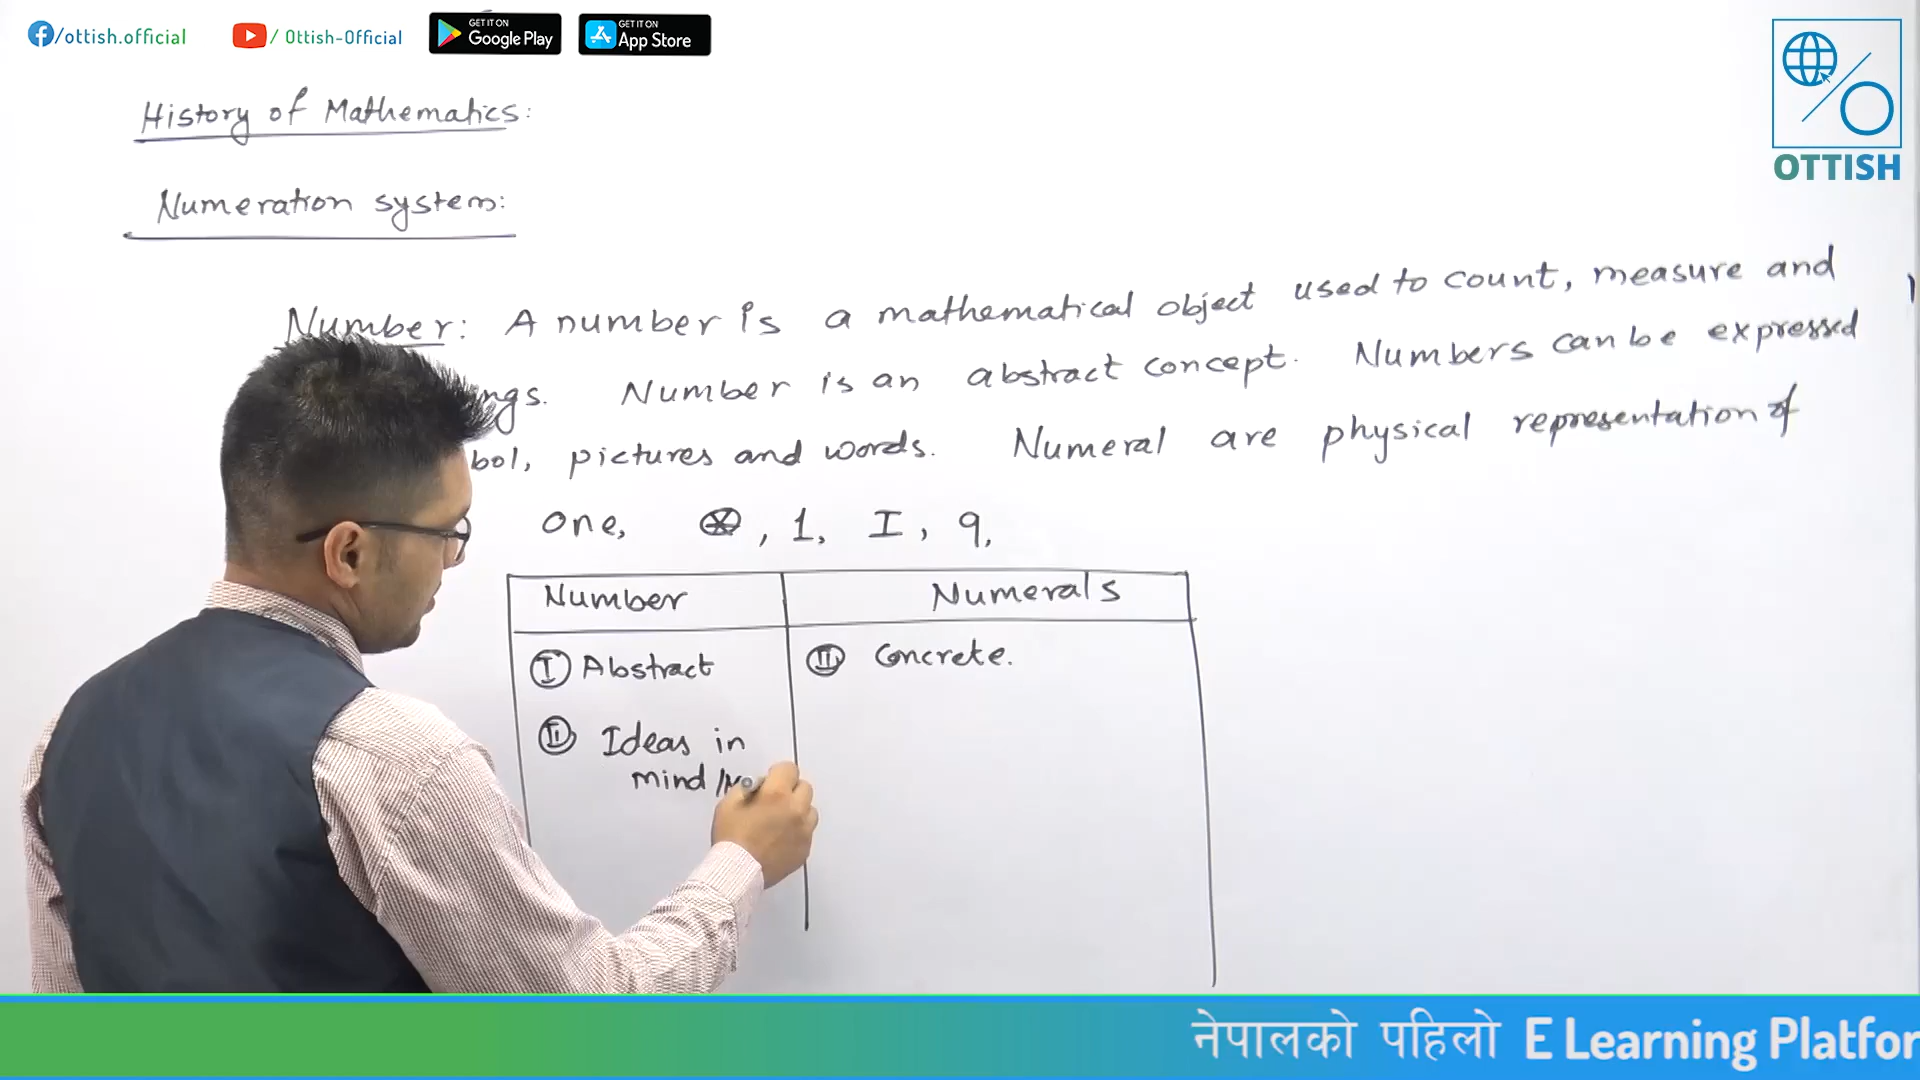 /ottish.official
/ Ottish-Official
GET IT ON
Google Play
GET IT ON
App Store
OTTISH
History of Mathematics:
Numeration system:
Number: A number is a mathematical object used to count, measure and
ngs. Number is an abstract concept. Numbers can be expressed
bol, pictures and words. Numeral are physical representation of
One, 1, I, 9,
Number
Numerals
I Abstract
II Concrete.
II Ideas in
mind /
नेपालको पहिलो E Learning Platfor